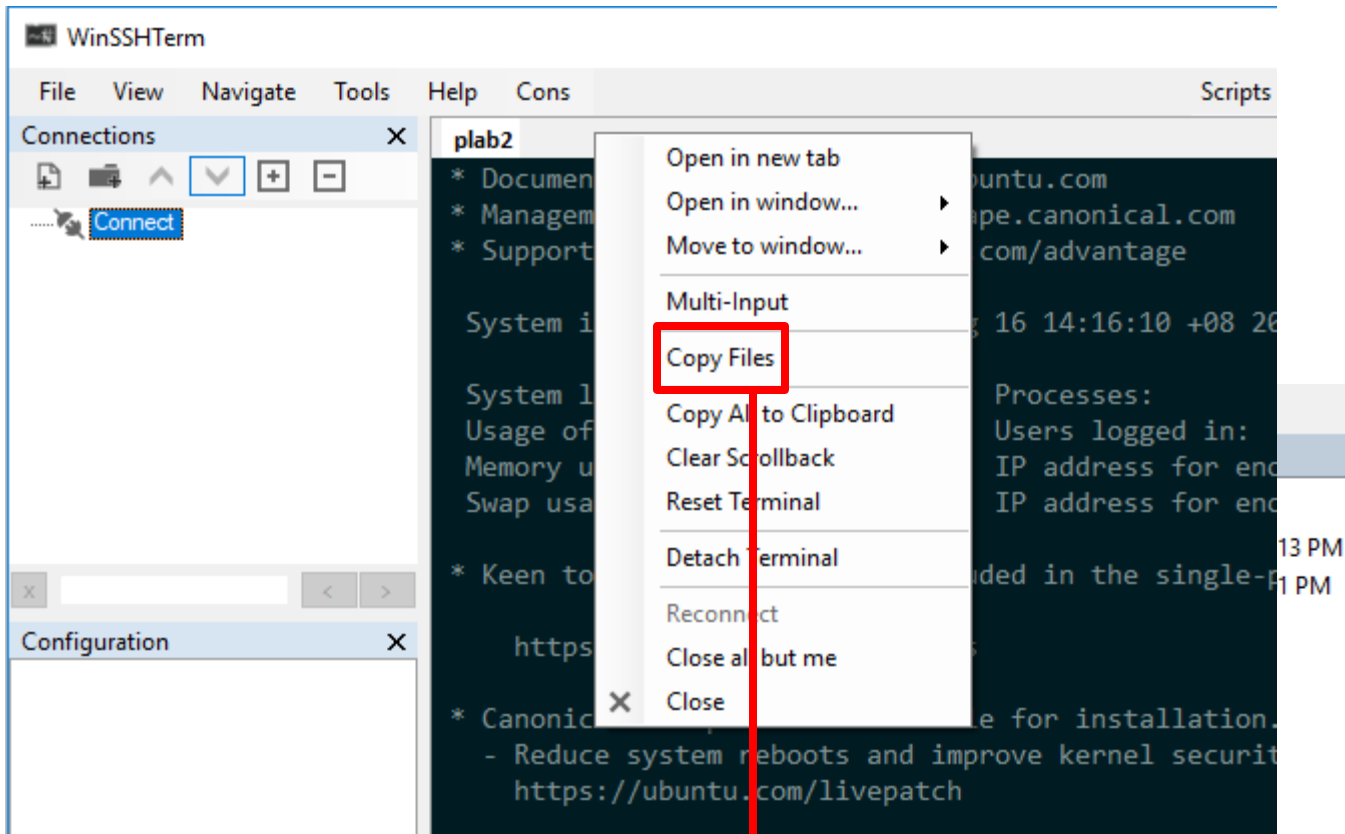 WinSSHTerm
File View Navigate Tools Help Cons Scripts
Connections
plab2
Connect
Configuration
Open in new tab
Open in window...
Move to window...
Multi-Input
Copy Files
Copy All to Clipboard
Clear Scrollback
Reset Terminal
Detach Terminal
Reconnect
Close all but me
Close
* Documen untu.com
* Managem ape.canonical.com
* Support com/advantage
System i 16 14:16:10 +08 20
System l Processes:
Usage of Users logged in:
Memory u IP address for
Swap usa IP address for
* Keen to ded in the single-p
https s
* Canonic e for installation.
- Reduce system reboots and improve kernel securit
https://ubuntu.com/livepatch
13 PM
1 PM